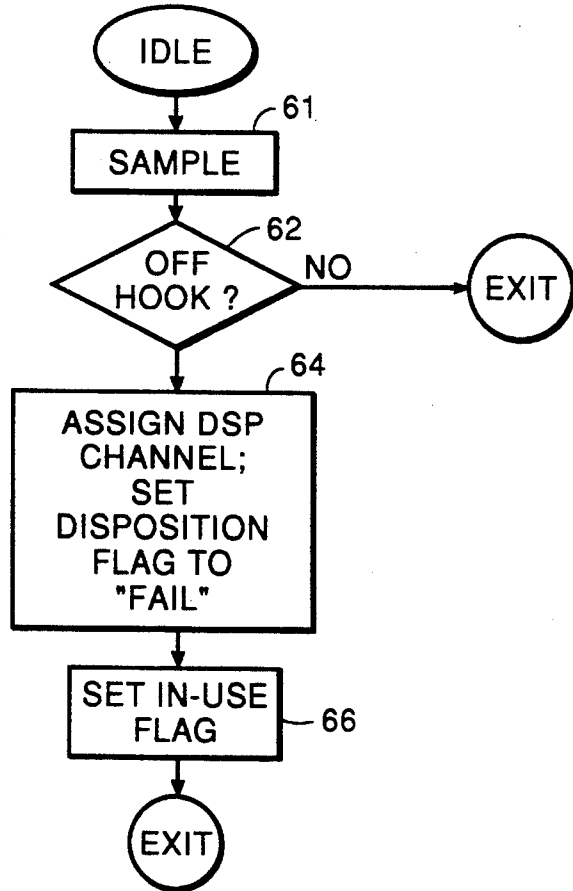 IDLE
61
SAMPLE
62
OFF
HOOK ?
NO
EXIT
64
ASSIGN DSP
CHANNEL;
SET
DISPOSITION
FLAG TO
"FAIL"
SET IN-USE
FLAG
66
EXIT